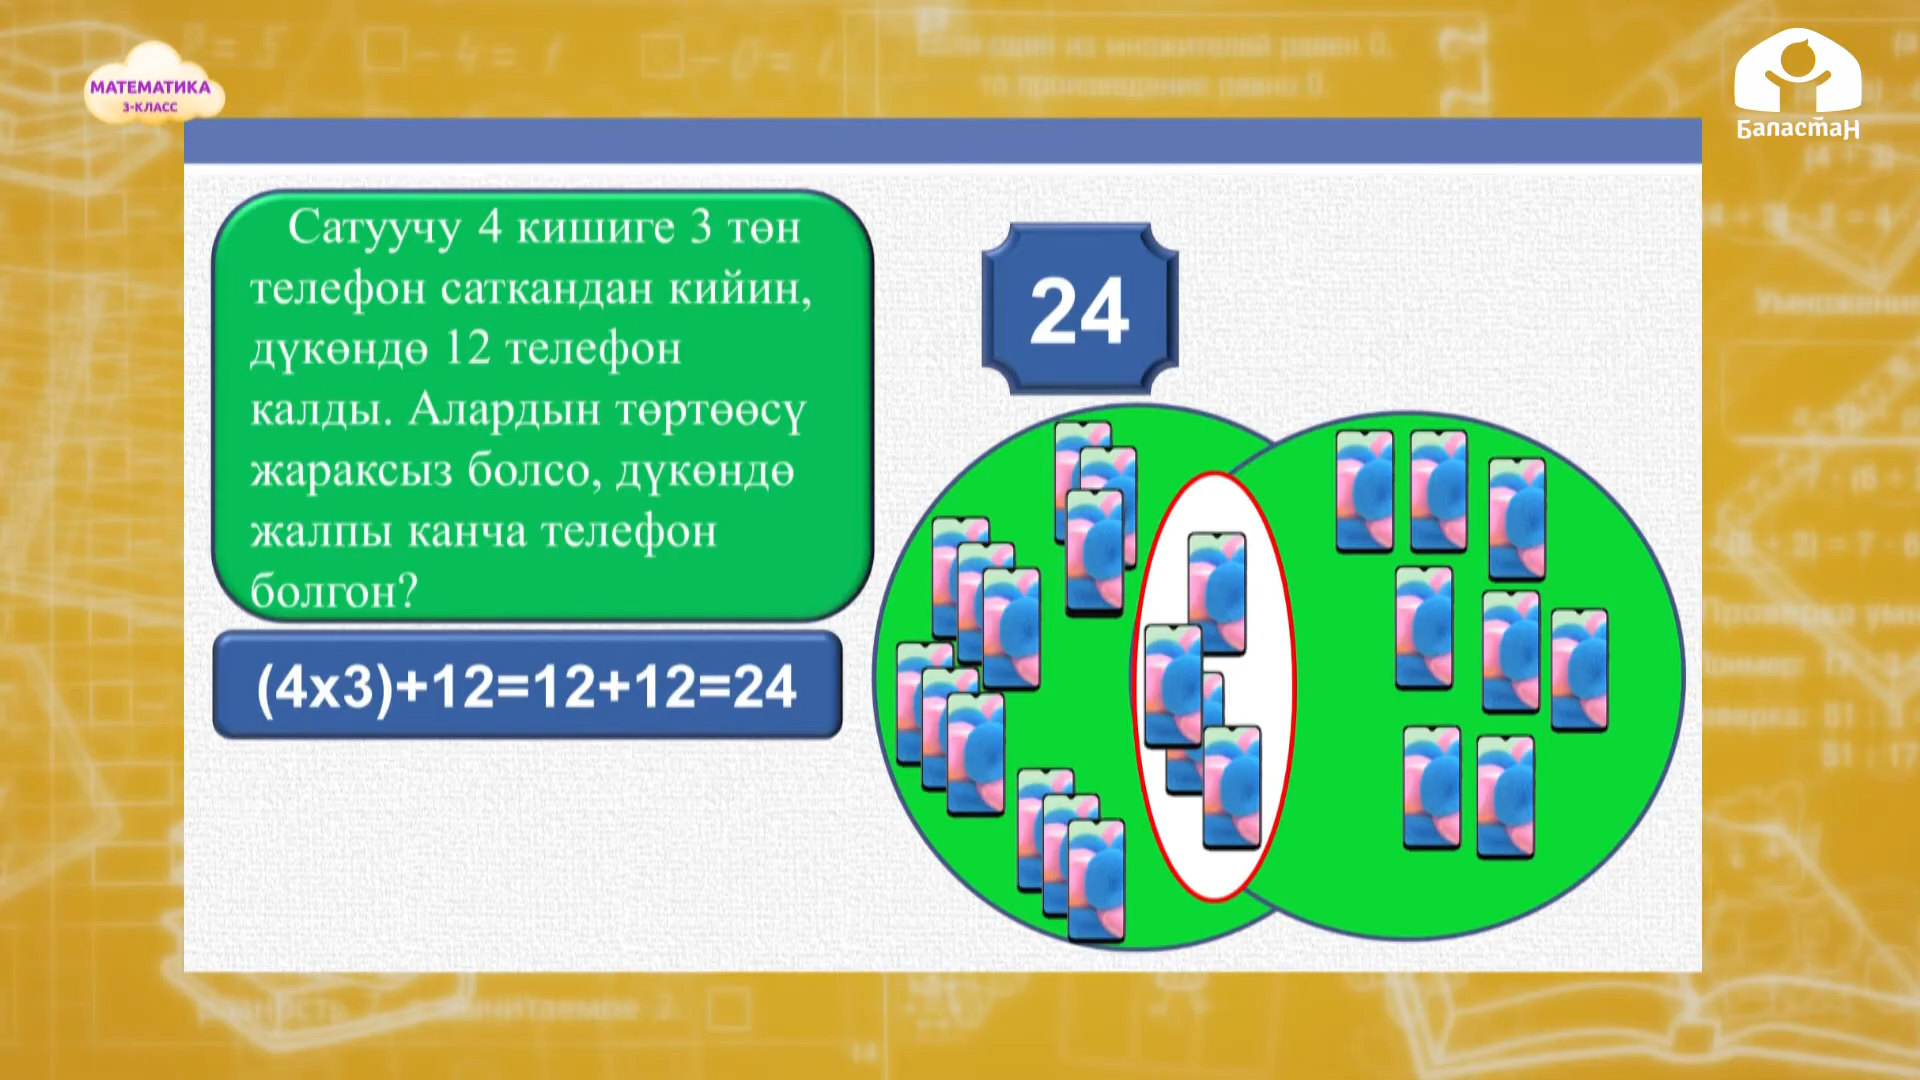 МАТЕМАТИКА
3-КЛАСС
БапастаН
Сатуучу 4 кишиге 3 төн
телефон саткандан кийин,
дүкөндө 12 телефон
калды. Алардын төртөөсү
жараксыз болсо, дүкөндө
жалпы канча телефон
болгон?
(4x3)+12=12+12=24
24